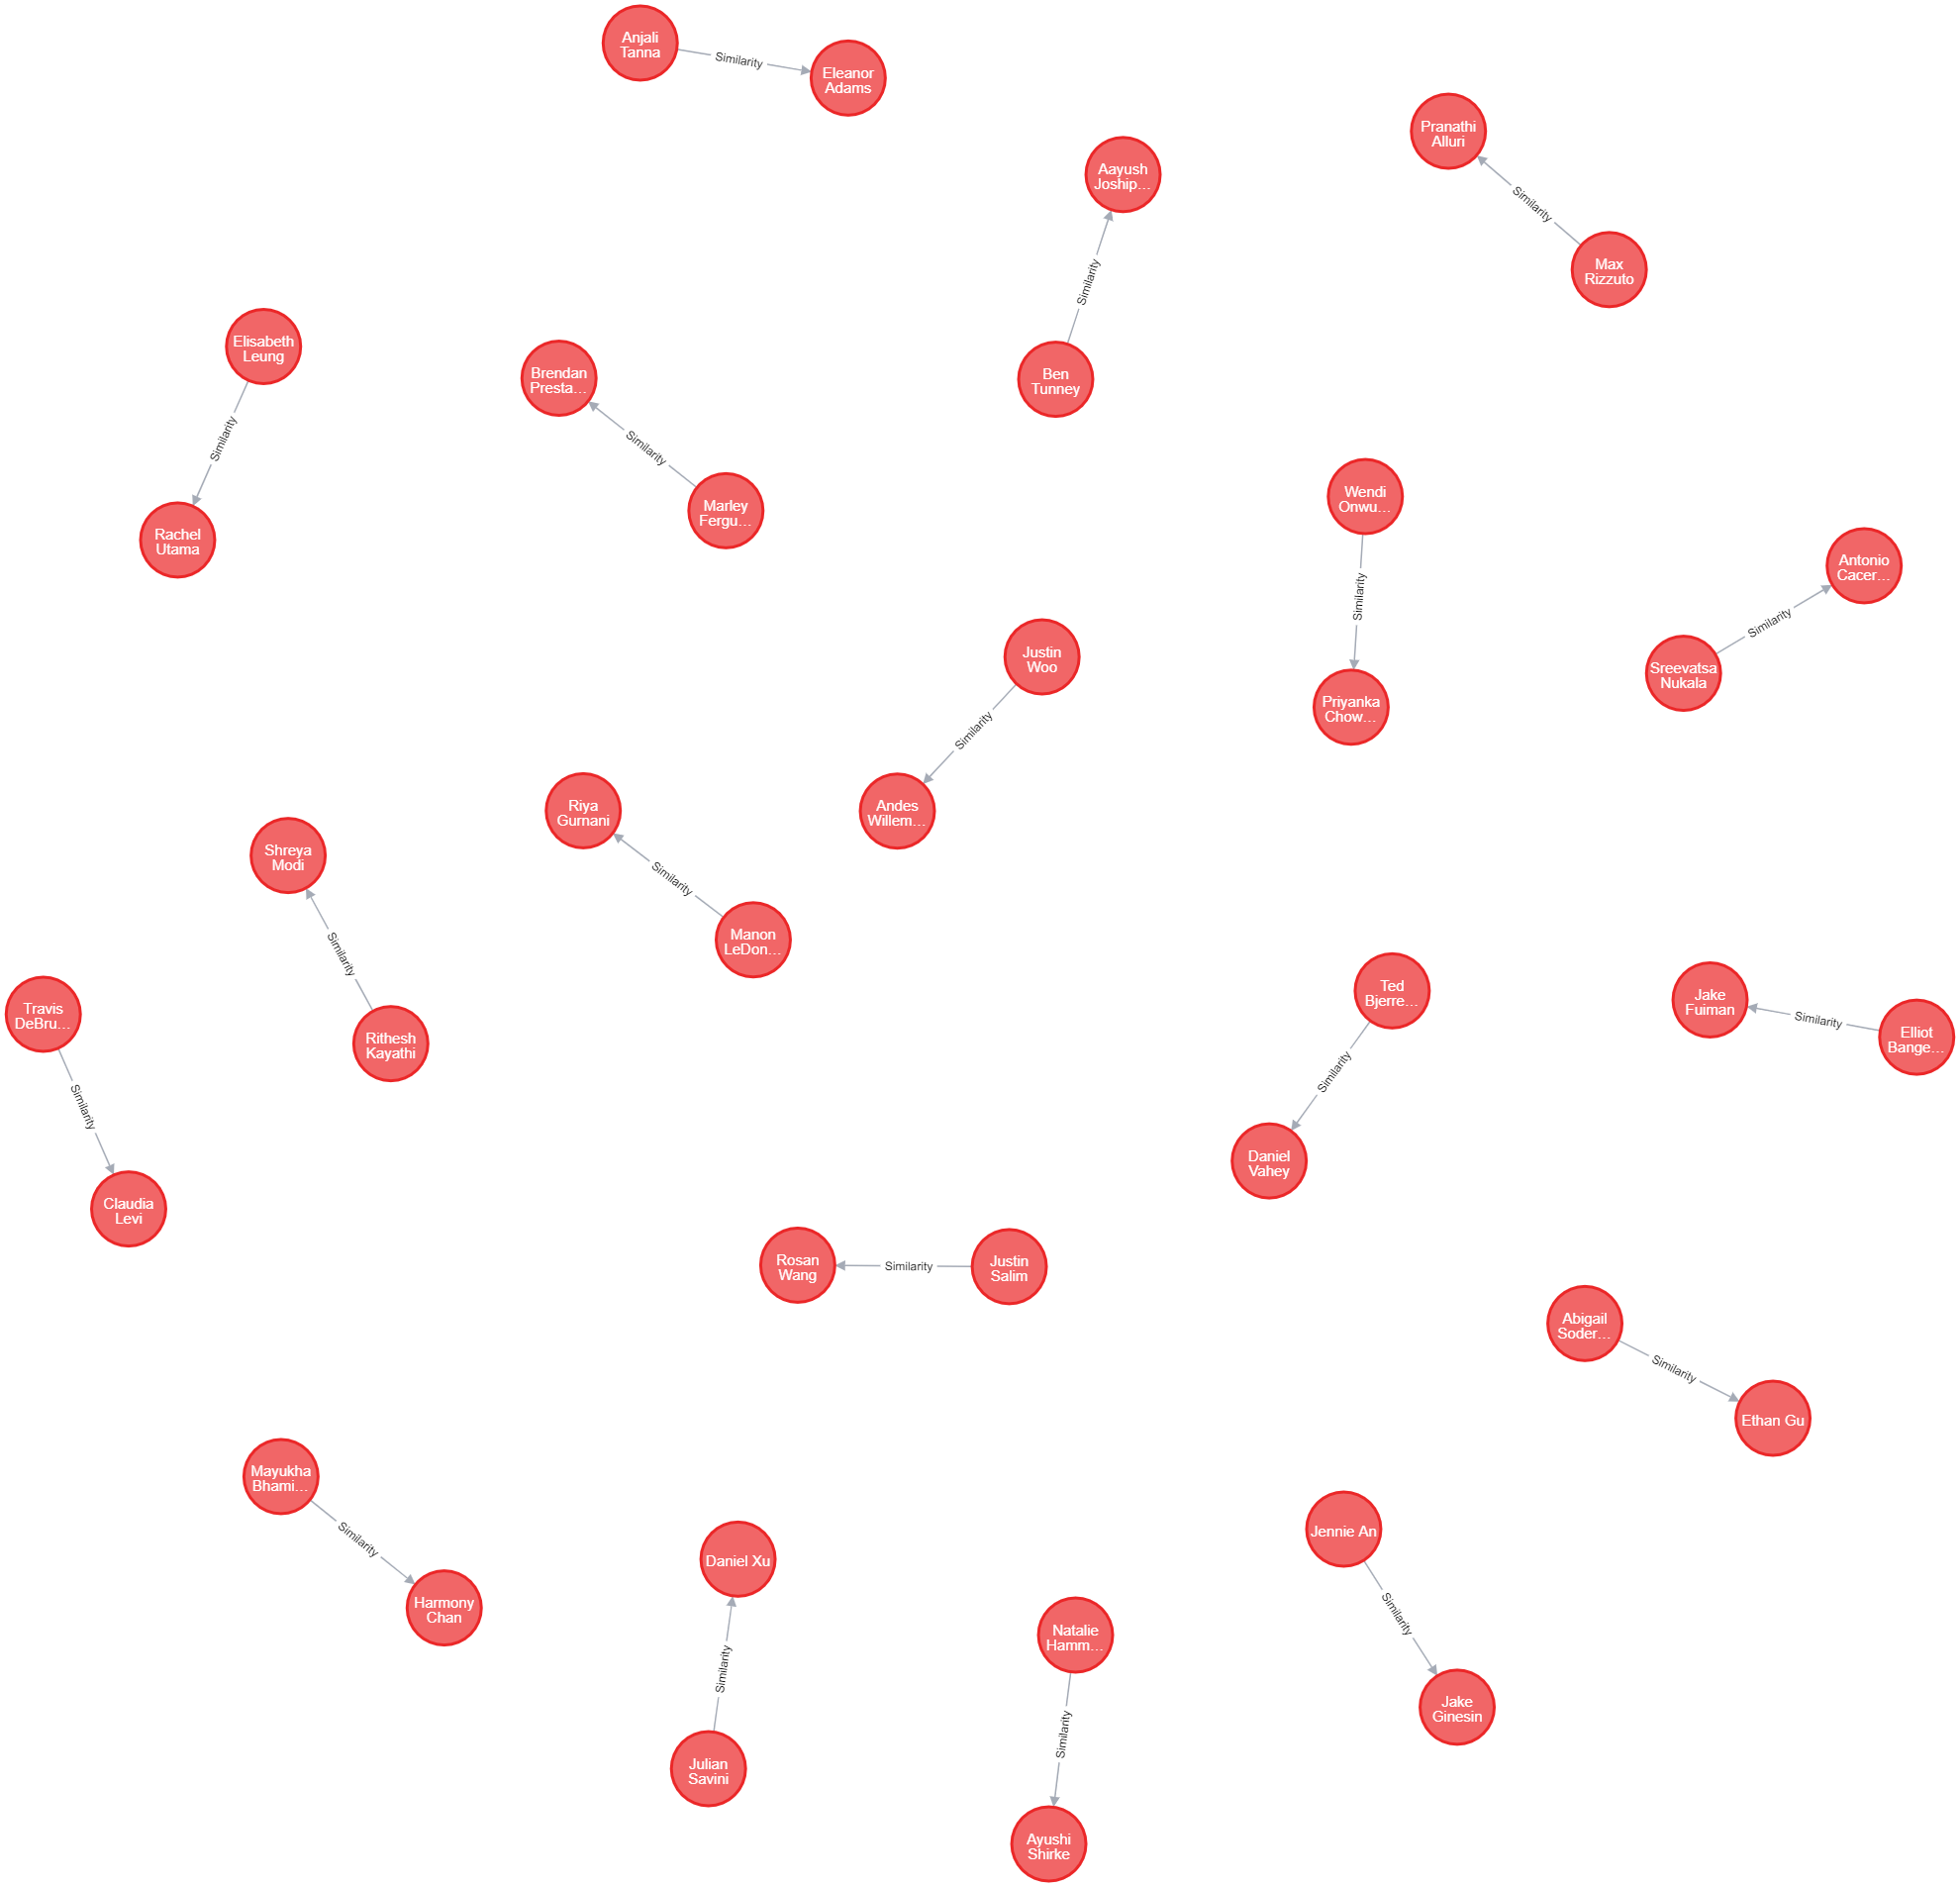 Anjali
Tanna
Similarity
Eleanor
Adams
Pranathi
Alluri
Similarity
Max
Rizzuto
Aayush
Joship...
Similarity
Ben
Tunney
Elisabeth
Leung
Similarity
Rachel
Utama
Brendan
Presta...
Similarity
Marley
Fergu...
Wendi
Onwu...
Similarity
Priyanka
Chow...
Antonio
Cacer...
Similarity
Sreevatsa
Nukala
Justin
Woo
Similarity
Andes
Willem...
Riya
Gurnani
Similarity
Manon
LeDon...
Shreya
Modi
Similarity
Rithesh
Kayathi
Travis
DeBru...
Similarity
Claudia
Levi
Ted
Bjerre...
Similarity
Daniel
Vahey
Jake
Fuiman
Similarity
Elliot
Bange...
Rosan
Wang
Similarity
Justin
Salim
Abigail
Soder...
Similarity
Ethan Gu
Mayukha
Bhami...
Similarity
Harmony
Chan
Daniel Xu
Similarity
Julian
Savini
Natalie
Hamm...
Similarity
Ayushi
Shirke
Jennie An
Similarity
Jake
Ginesin